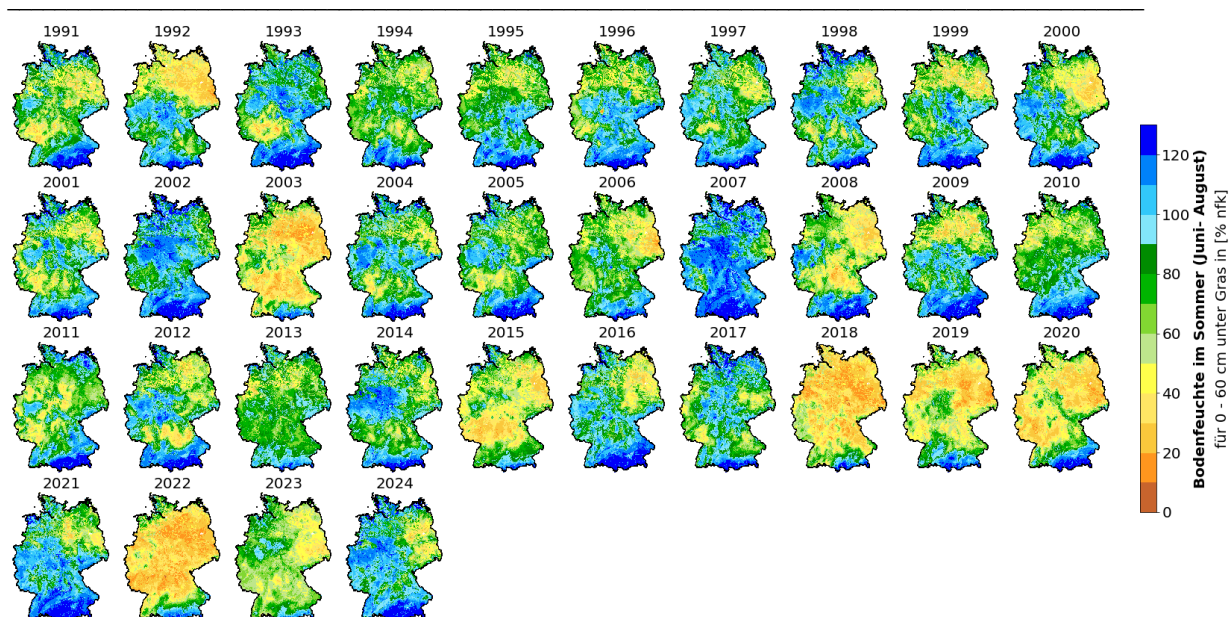 1991 1992 1993 1994 1995 1996 1997 1998 1999 2000
2001 2002 2003 2004 2005 2006 2007 2008 2009 2010
2011 2012 2013 2014 2015 2016 2017 2018 2019 2020
2021 2022 2023 2024
120
100
80
60
40
20
0
Bodenfeuchte im Sommer (Juni- August)
für 0 - 60 cm unter Gras in [% nfk]